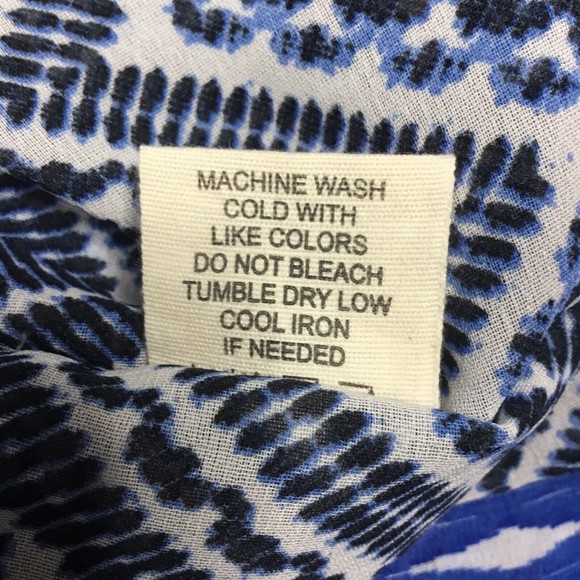 MACHINE WASH
COLD WITH
LIKE COLORS
DO NOT BLEACH
TUMBLE DRY LOW
COOL IRON
IF NEEDED